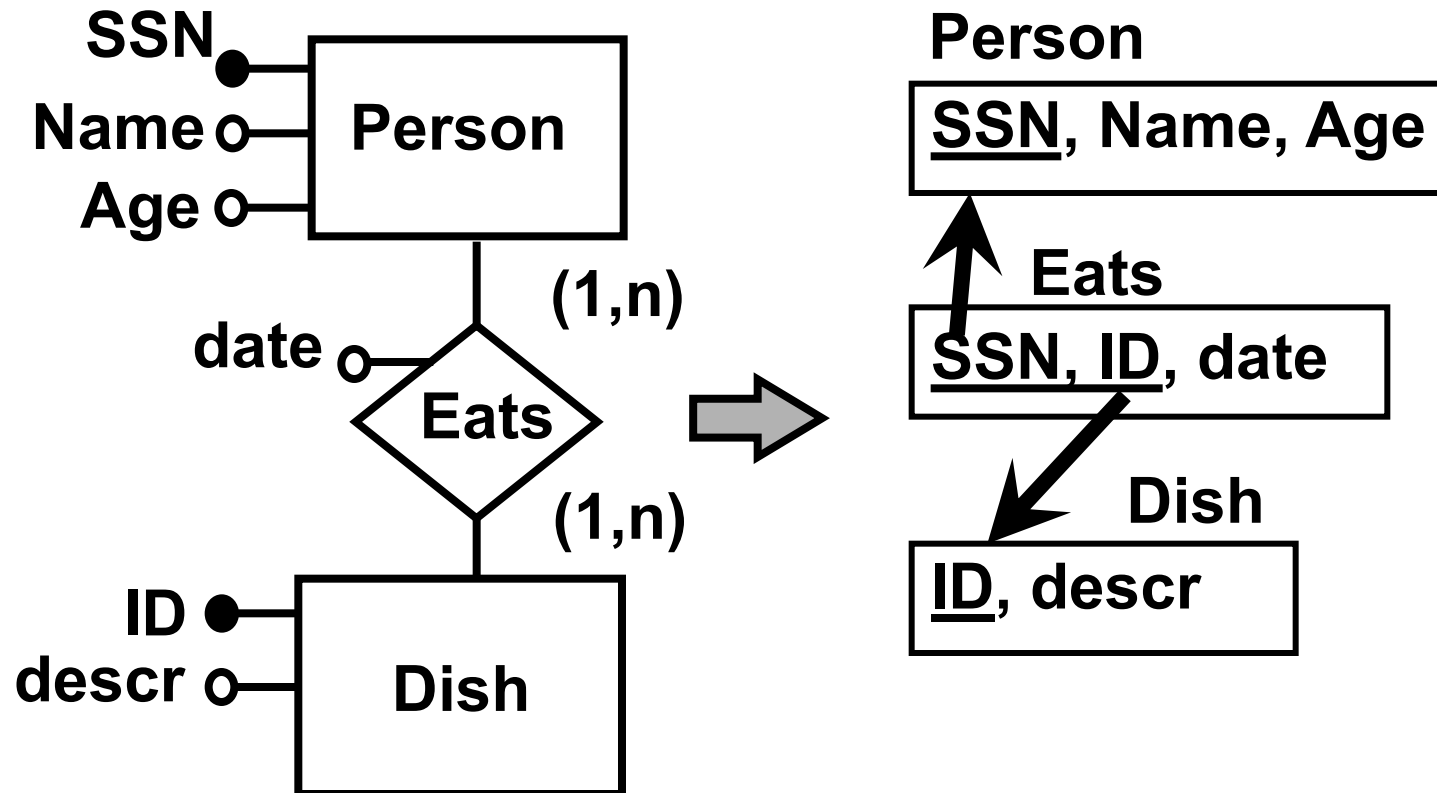 SSN
Name
Age
Person
(1,n)
date
Eats
(1,n)
ID
descr
Dish
Person
SSN, Name, Age
Eats
SSN, ID, date
Dish
ID, descr